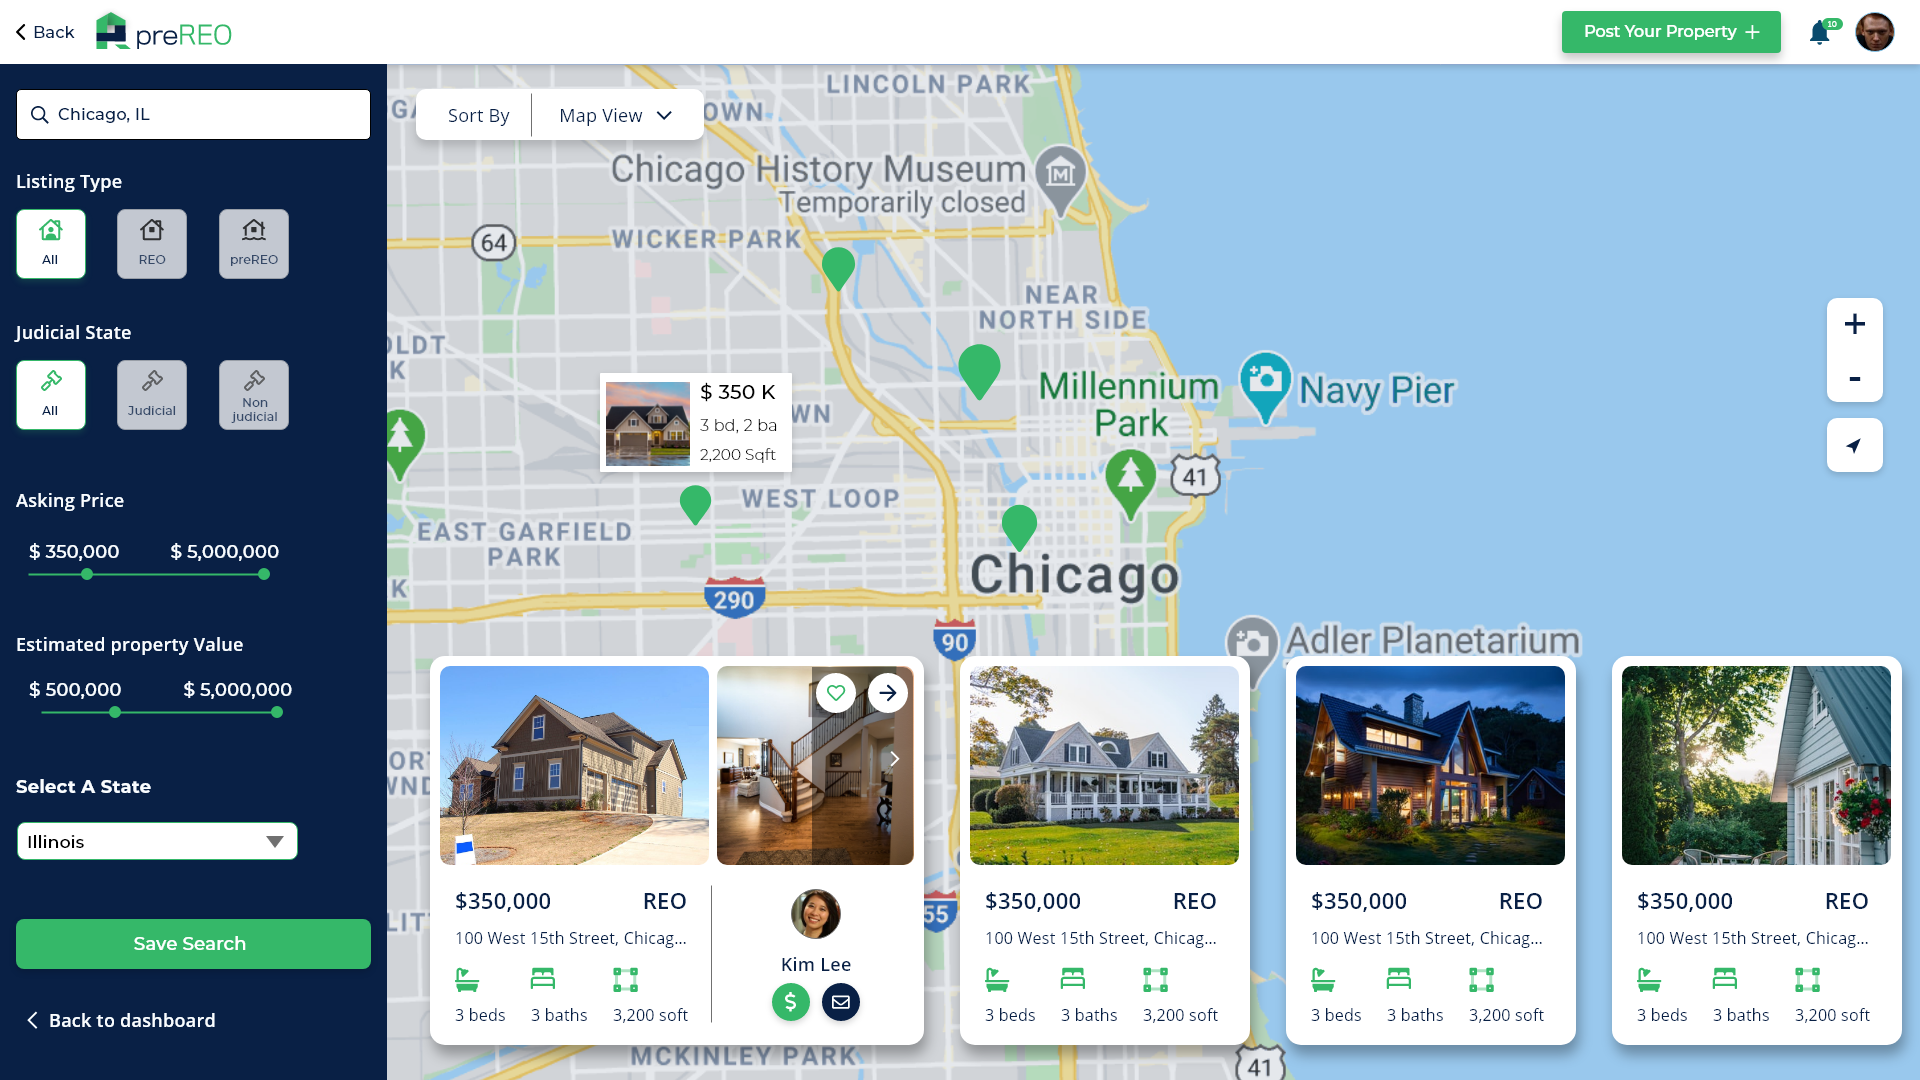 Back
preREO
Post Your Property
10
Chicago, IL
Listing Type
All
REO
preREO
Judicial State
All
Judicial
Non
judicial
Asking Price
$ 350,000
$ 5,000,000
Estimated property Value
$ 500,000
$ 5,000,000
Select A State
Illinois
Save Search
Back to dashboard
Sort By
Map View
LINCOLN PARK
OWN
Chicago History Museum
Temporarily closed
64
WICKER PARK
NEAR
NORTH SIDE
OLDT
K
$ 350 K
3 bd, 2 ba
2,200 Sqft
WN
Millennium
Park
Navy Pier
41
WEST LOOP
EAST GARFIELD
PARK
K
Chicago
290
90
Adler Planetarium
+
-
$350,000
REO
100 West 15th Street, Chicag...
3 beds
3 baths
3,200 soft
Kim Lee
$
55
$350,000
REO
100 West 15th Street, Chicag...
3 beds
3 baths
3,200 soft
$350,000
REO
100 West 15th Street, Chicag...
3 beds
3 baths
3,200 soft
$350,000
REO
100 West 15th Street, Chicag...
3 beds
3 baths
3,200 soft
MCKINLEY PARK
41